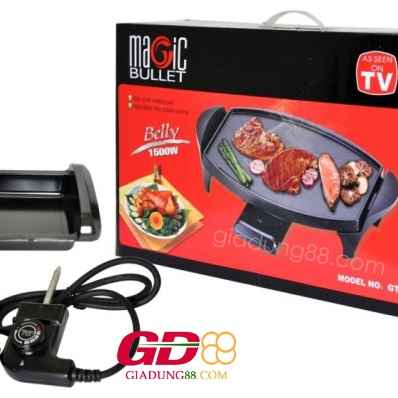 magic
BULLET
AS SEEN
ON
TV
Belly
1500W
giadung88.com
MODEL NO: GT
GD88
GIADUNG88.COM